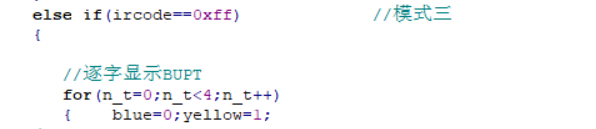 else if(ircode==0xff) //模式三
{
//逐字显示BUPT
for(n_t=0;n_t<4;n_t++)
{ blue=0;yellow=1;